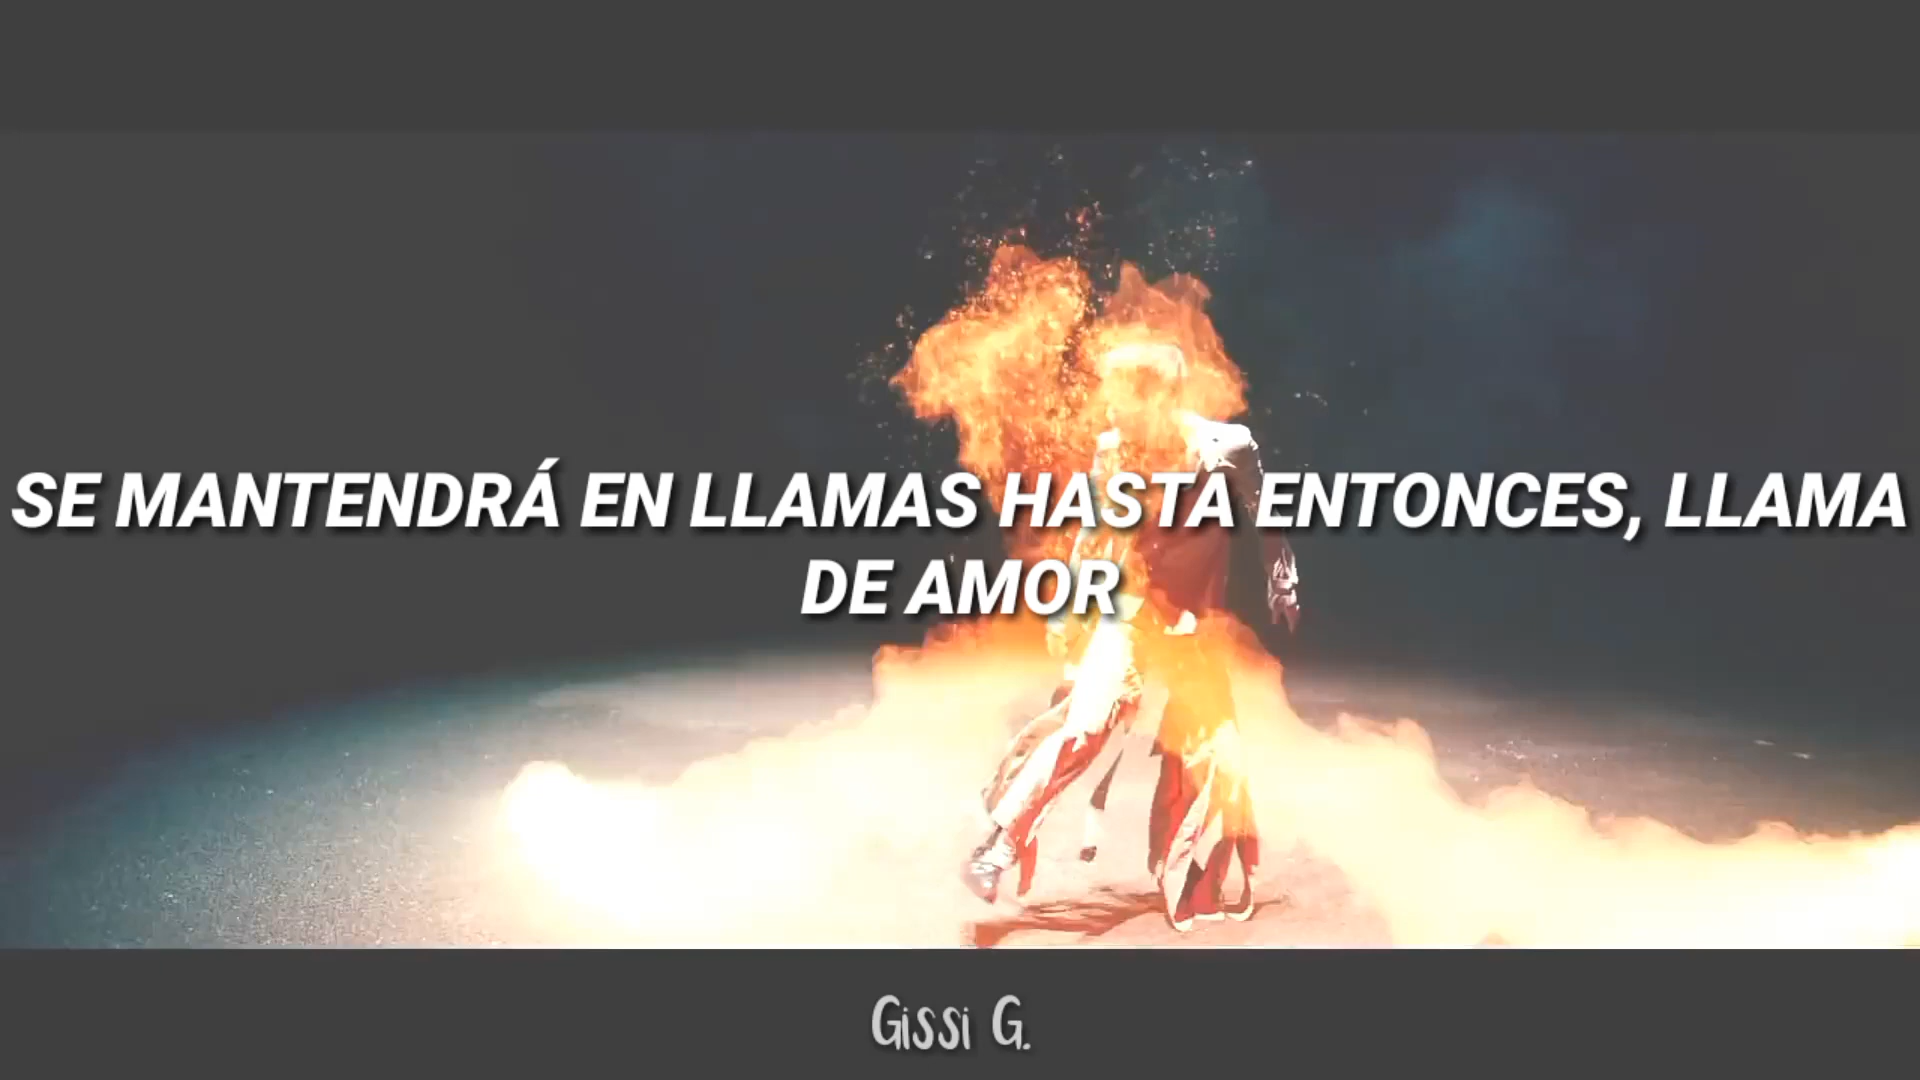 SE MANTENDRÁ EN LLAMAS HASTA ENTONCES, LLAMA
DE AMOR
Gissi G.